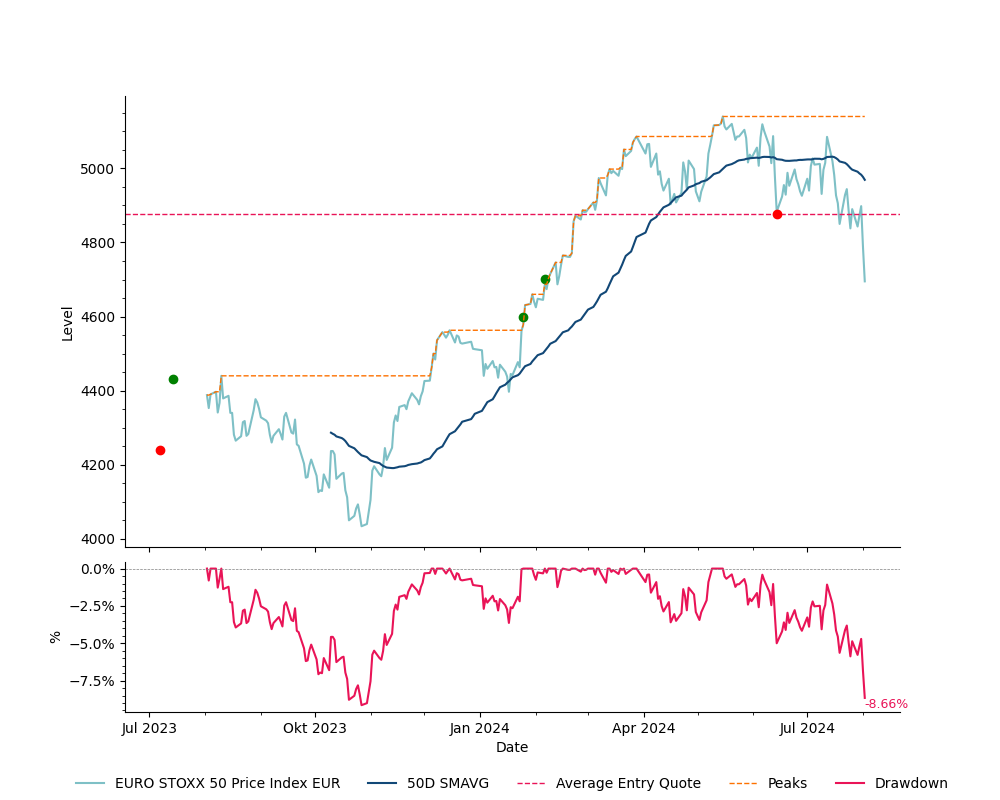 5000
4800
4600
4400
4200
4000
Level
0.0%
−2.5%
−5.0%
−7.5%
%
-8.66%
Jul 2023
Okt 2023
Jan 2024
Apr 2024
Jul 2024
Date
EURO STOXX 50 Price Index EUR
50D SMAVG
Average Entry Quote
Peaks
Drawdown